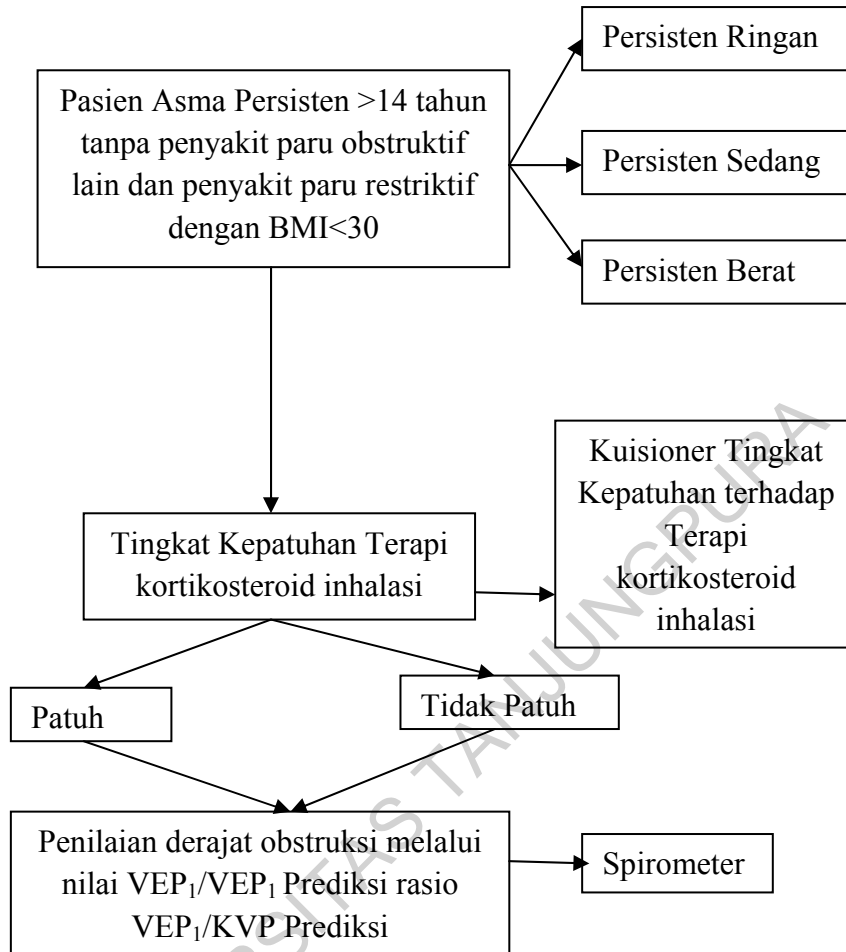 Persisten Ringan
Pasien Asma Persisten >14 tahun
tanpa penyakit paru obstruktif
lain dan penyakit paru restriktif
dengan BMI<30
Persisten Sedang
Persisten Berat
Kuisioner Tingkat
Kepatuhan terhadap
Terapi
kortikosteroid
inhalasi
Tingkat Kepatuhan Terapi
kortikosteroid inhalasi
Patuh
Tidak Patuh
Penilaian derajat obstruksi melalui
nilai VEP₁/VEP₁ Prediksi rasio
VEP₁/KVP Prediksi
Spirometer
SITAS TANJUNGPURA